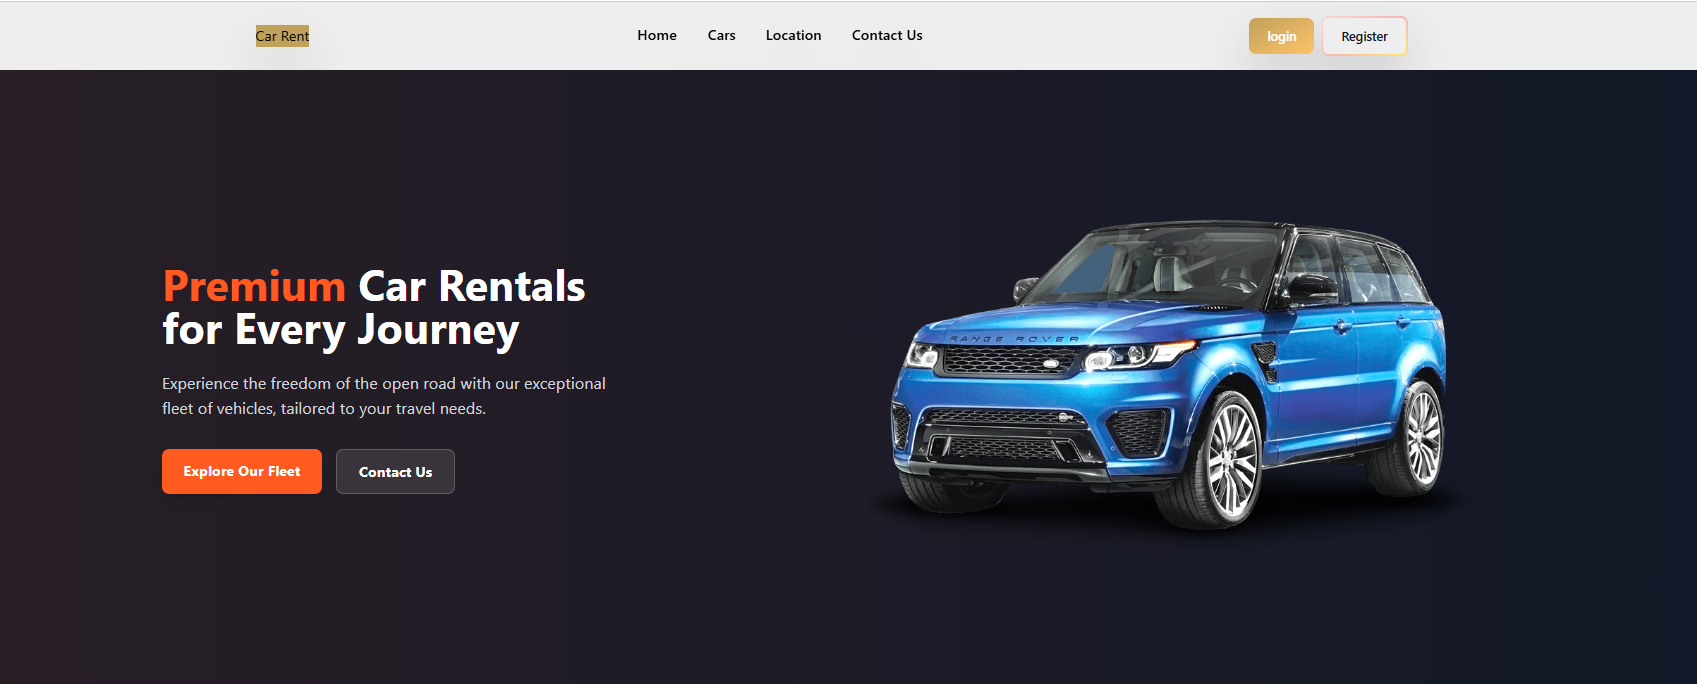 Car Rent
Home Cars Location Contact Us
login Register
Premium Car Rentals
for Every Journey
Experience the freedom of the open road with our exceptional
fleet of vehicles, tailored to your travel needs.
Explore Our Fleet Contact Us
RANGE ROVER